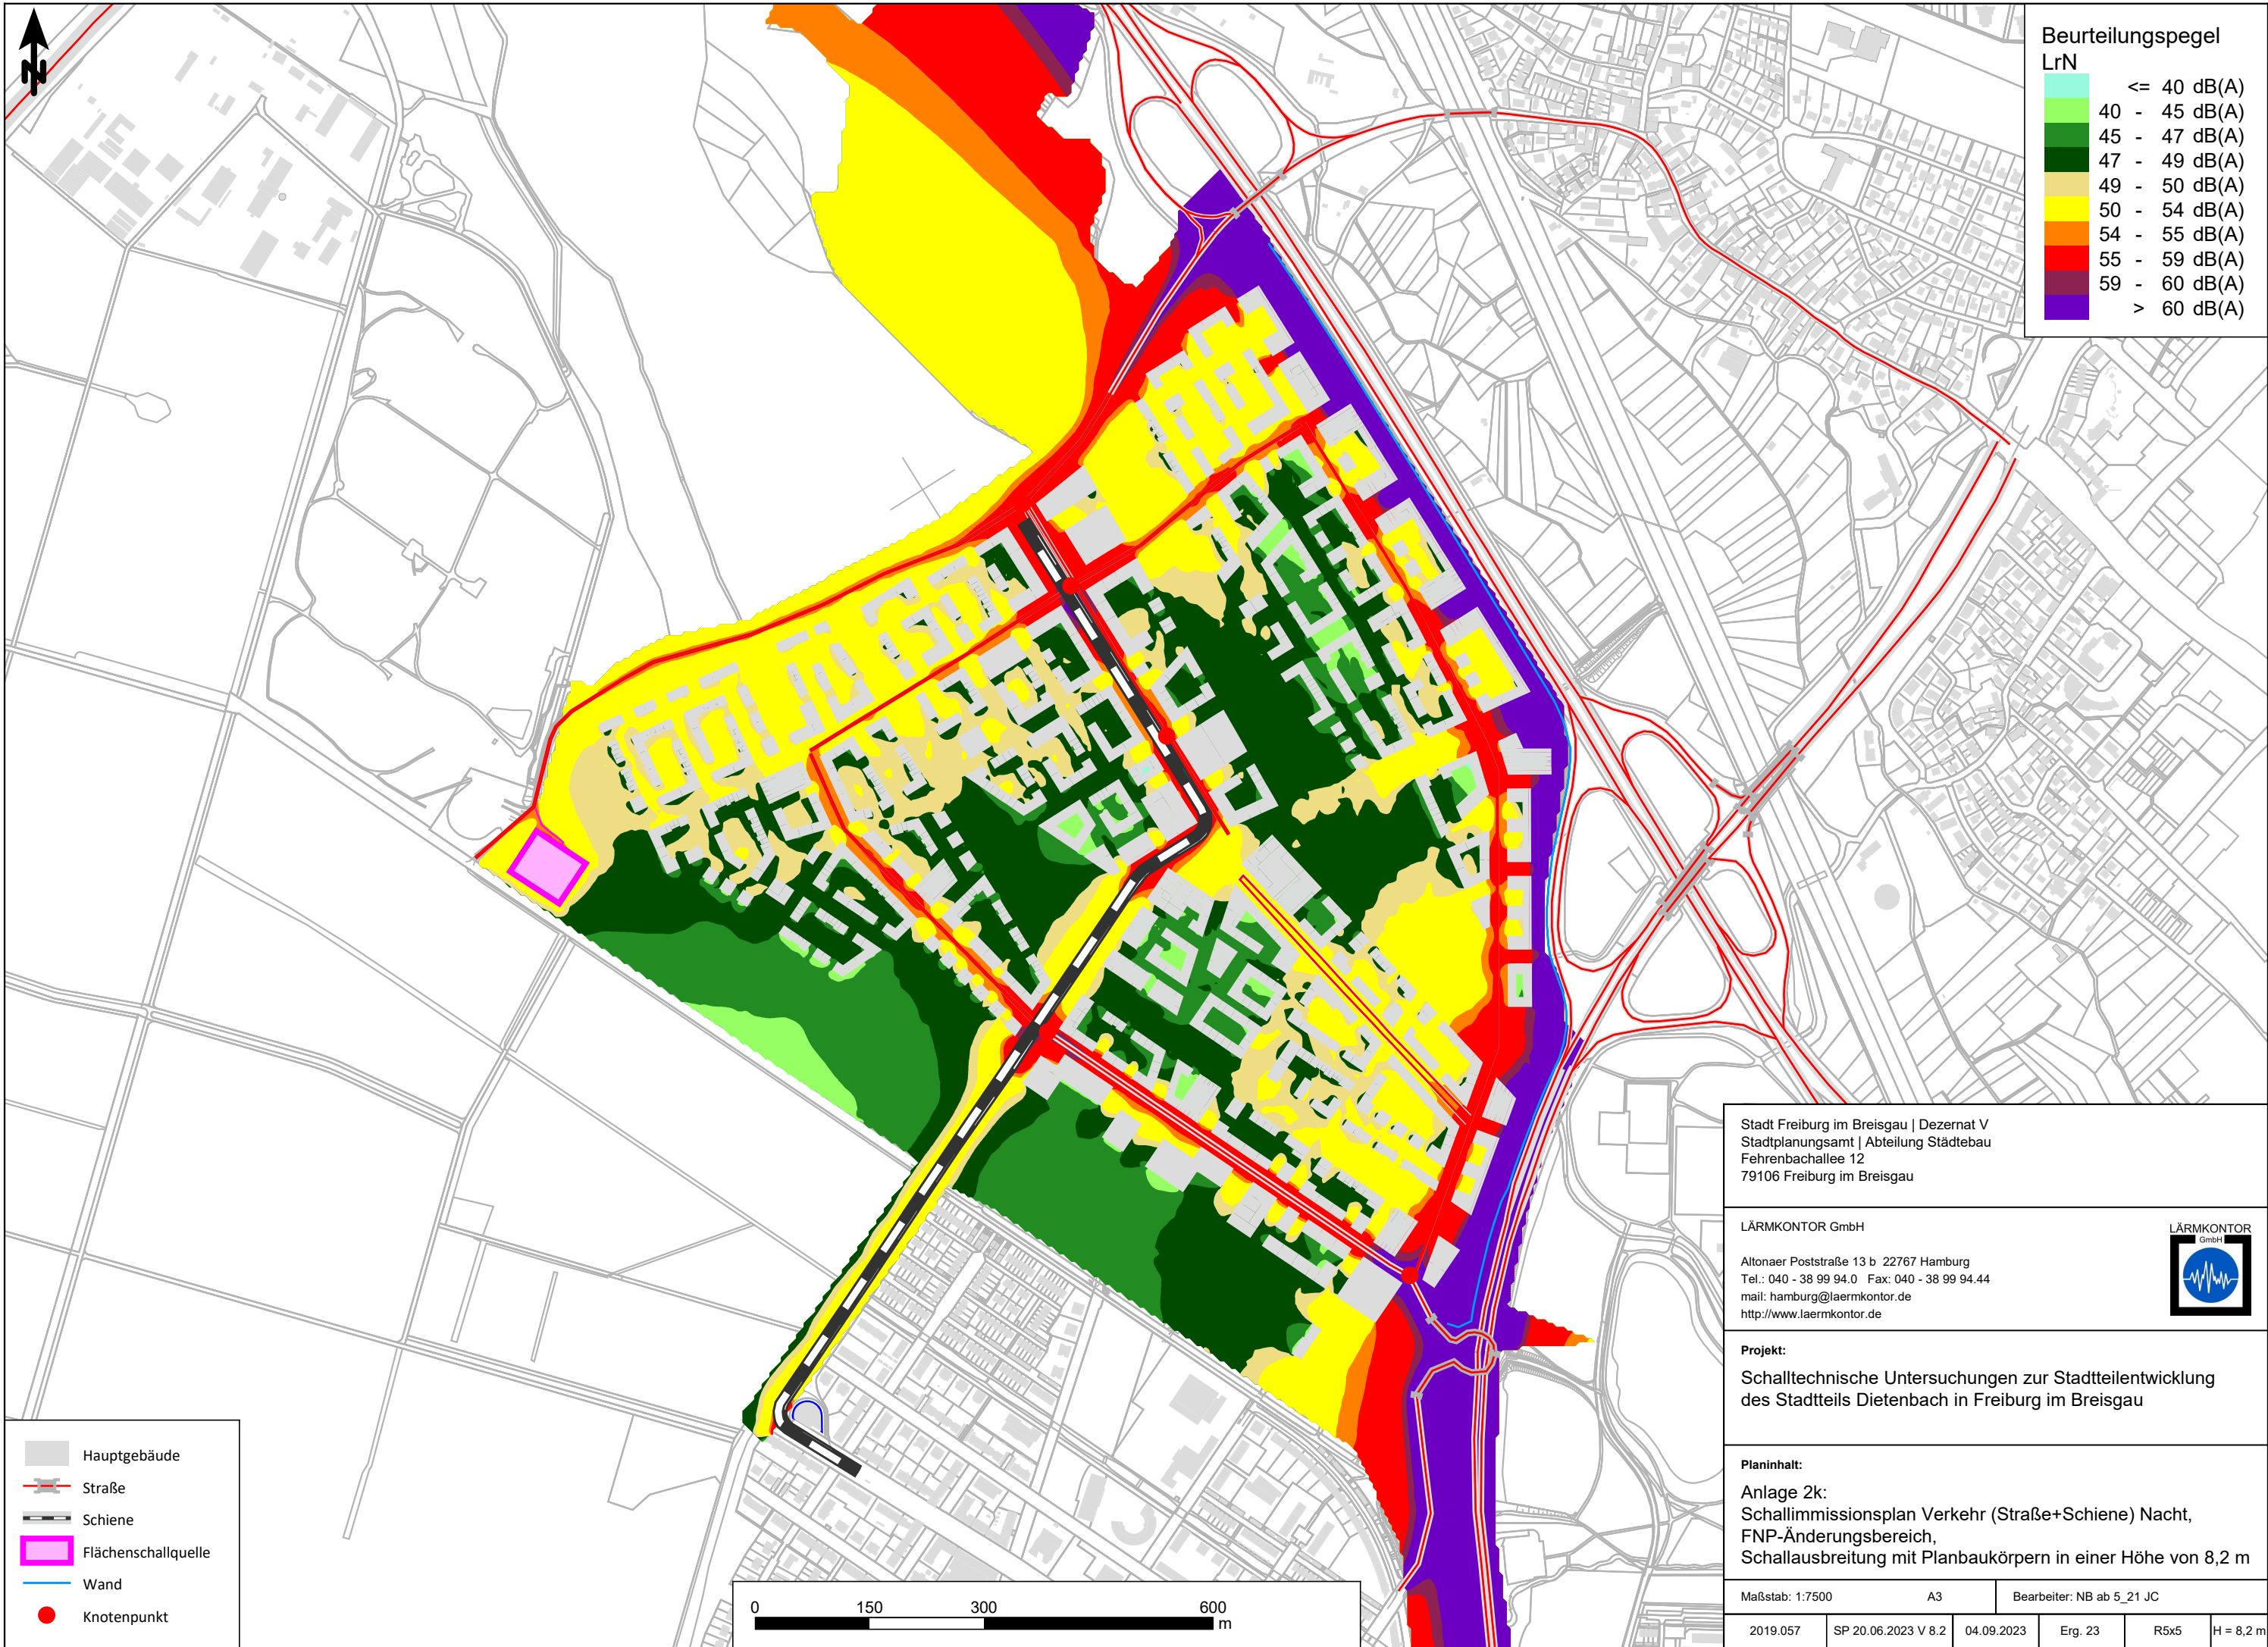 N
Beurteilungspegel
LrN
<= 40 dB(A)
40 - 45 dB(A)
45 - 47 dB(A)
47 - 49 dB(A)
49 - 50 dB(A)
50 - 54 dB(A)
54 - 55 dB(A)
55 - 59 dB(A)
59 - 60 dB(A)
> 60 dB(A)
Stadt Freiburg im Breisgau | Dezernat V
Stadtplanungsamt | Abteilung Städtebau
Fehrenbachallee 12
79106 Freiburg im Breisgau
LÄRMKONTOR GmbH
Altonaer Poststraße 13 b 22767 Hamburg
Tel.: 040 - 38 99 94.0 Fax: 040 - 38 99 94.44
mail: hamburg@laermkontor.de
http://www.laermkontor.de
LÄRMKONTOR
GmbH
Projekt:
Schalltechnische Untersuchungen zur Stadtteilentwicklung
des Stadtteils Dietenbach in Freiburg im Breisgau
Planinhalt:
Anlage 2k:
Schallimmissionsplan Verkehr (Straße+Schiene) Nacht,
FNP-Änderungsbereich,
Schallausbreitung mit Planbaukörpern in einer Höhe von 8,2 m
Maßstab: 1:7500 A3 Bearbeiter: NB ab 5_21 JC
2019.057 SP 20.06.2023 V 8.2 04.09.2023 Erg. 23 R5x5 H = 8,2 m
Hauptgebäude
Straße
Schiene
Flächenschallquelle
Wand
Knotenpunkt
0 150 300 600
m